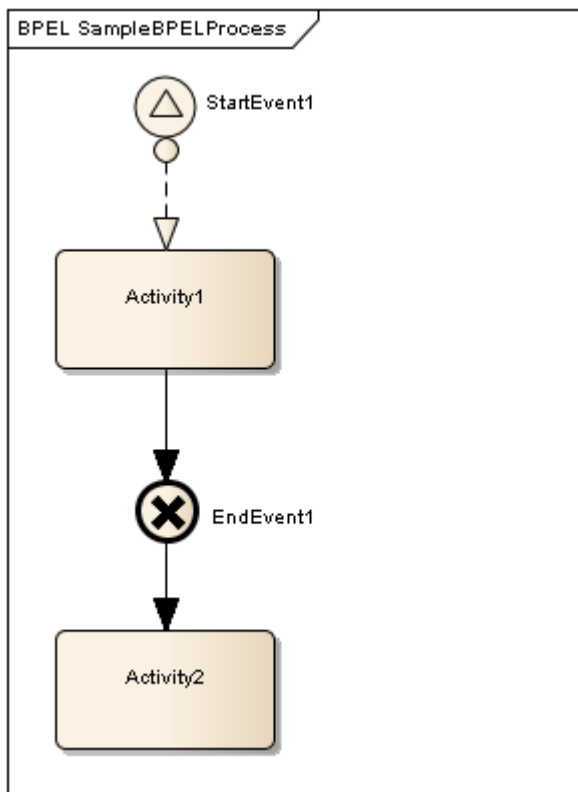 BPEL SampleBPELProcess
StartEvent1
Activity1
EndEvent1
Activity2